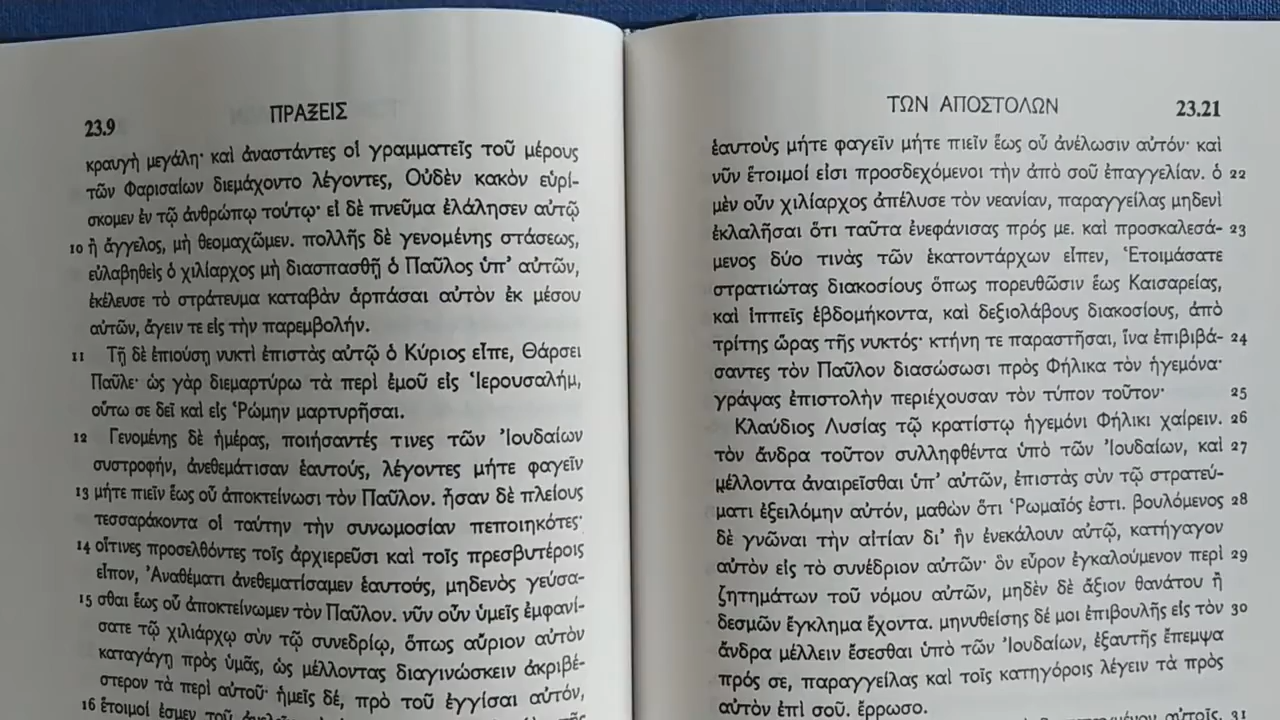 23.9 ΠΡΑΞΕΙΣ
κραυγὴ μεγάλη· καὶ ἀναστάντες οἱ γραμματεῖς τοῦ μέρους
τῶν Φαρισαίων διεμάχοντο λέγοντες, Οὐδὲν κακὸν εὑρί-
σκομεν ἐν τῷ ἀνθρώπῳ τούτῳ· εἰ δὲ πνεῦμα ἐλάλησεν αὐτῷ
10 ἢ ἄγγελος, μὴ θεομαχῶμεν. πολλῆς δὲ γενομένης στάσεως,
εὐλαβηθεὶς ὁ χιλίαρχος μὴ διασπασθῇ ὁ Παῦλος ὑπ’ αὐτῶν,
ἐκέλευσε τὸ στράτευμα καταβὰν ἁρπάσαι αὐτὸν ἐκ μέσου
αὐτῶν, ἄγειν τε εἰς τὴν παρεμβολήν.
11 Τῇ δὲ ἐπιούσῃ νυκτὶ ἐπιστὰς αὐτῷ ὁ Κύριος εἶπε, Θάρσει
Παῦλε· ὡς γὰρ διεμαρτύρω τὰ περὶ ἐμοῦ εἰς Ἱερουσαλήμ,
οὕτω σε δεῖ καὶ εἰς Ῥώμην μαρτυρῆσαι.
12 Γενομένης δὲ ἡμέρας, ποιήσαντές τινες τῶν Ἰουδαίων
συστροφήν, ἀνεθεμάτισαν ἑαυτούς, λέγοντες μήτε φαγεῖν
13 μήτε πιεῖν ἕως οὗ ἀποκτείνωσι τὸν Παῦλον. ἦσαν δὲ πλείους
τεσσαράκοντα οἱ ταύτην τὴν συνωμοσίαν πεποιηκότες·
14 οἵτινες προσελθόντες τοῖς ἀρχιερεῦσι καὶ τοῖς πρεσβυτέροις
εἶπον, Ἀναθέματι ἀνεθεματίσαμεν ἑαυτούς, μηδενὸς γεύσα-
15 σθαι ἕως οὗ ἀποκτείνωμεν τὸν Παῦλον. νῦν οὖν ὑμεῖς ἐμφανί-
σατε τῷ χιλιάρχῳ σὺν τῷ συνεδρίῳ, ὅπως αὔριον αὐτὸν
καταγάγῃ πρὸς ὑμᾶς, ὡς μέλλοντας διαγινώσκειν ἀκριβέ-
στερον τὰ περὶ αὐτοῦ· ἡμεῖς δέ, πρὸ τοῦ ἐγγίσαι αὐτόν,
16 ἕτοιμοί ἐσμεν τοῦ
ΤΩΝ ΑΠΟΣΤΟΛΩΝ 23.21
ἑαυτοὺς μήτε φαγεῖν μήτε πιεῖν ἕως οὗ ἀνέλωσιν αὐτόν· καὶ
νῦν ἕτοιμοί εἰσι προσδεχόμενοι τὴν ἀπὸ σοῦ ἐπαγγελίαν. ὁ 22
μὲν οὖν χιλίαρχος ἀπέλυσε τὸν νεανίαν, παραγγείλας μηδενὶ
ἐκλαλῆσαι ὅτι ταῦτα ἐνεφάνισας πρός με. καὶ προσκαλεσά- 23
μενος δύο τινὰς τῶν ἑκατοντάρχων εἶπεν, Ἑτοιμάσατε
στρατιώτας διακοσίους ὅπως πορευθῶσιν ἕως Καισαρείας,
καὶ ἱππεῖς ἑβδομήκοντα, καὶ δεξιολάβους διακοσίους, ἀπὸ
τρίτης ὥρας τῆς νυκτός· κτήνη τε παραστῆσαι, ἵνα ἐπιβιβά- 24
σαντες τὸν Παῦλον διασώσωσι πρὸς Φήλικα τὸν ἡγεμόνα·
γράψας ἐπιστολὴν περιέχουσαν τὸν τύπον τοῦτον· 25
Κλαύδιος Λυσίας τῷ κρατίστῳ ἡγεμόνι Φήλικι χαίρειν. 26
τὸν ἄνδρα τοῦτον συλληφθέντα ὑπὸ τῶν Ἰουδαίων, καὶ 27
μέλλοντα ἀναιρεῖσθαι ὑπ’ αὐτῶν, ἐπιστὰς σὺν τῷ στρατεύ-
ματι ἐξειλόμην αὐτόν, μαθὼν ὅτι Ῥωμαῖός ἐστι. βουλόμενος 28
δὲ γνῶναι τὴν αἰτίαν δι’ ἣν ἐνεκάλουν αὐτῷ, κατήγαγον
αὐτὸν εἰς τὸ συνέδριον αὐτῶν· ὃν εὗρον ἐγκαλούμενον περὶ 29
ζητημάτων τοῦ νόμου αὐτῶν, μηδὲν δὲ ἄξιον θανάτου ἢ
δεσμῶν ἔγκλημα ἔχοντα. μηνυθείσης δέ μοι ἐπιβουλῆς εἰς τὸν 30
ἄνδρα μέλλειν ἔσεσθαι ὑπὸ τῶν Ἰουδαίων, ἐξαυτῆς ἔπεμψα
πρός σε, παραγγείλας καὶ τοῖς κατηγόροις λέγειν τὰ πρὸς
αὐτὸν ἐπὶ σοῦ. ἔρρωσο.
αὐτοῖς, 31